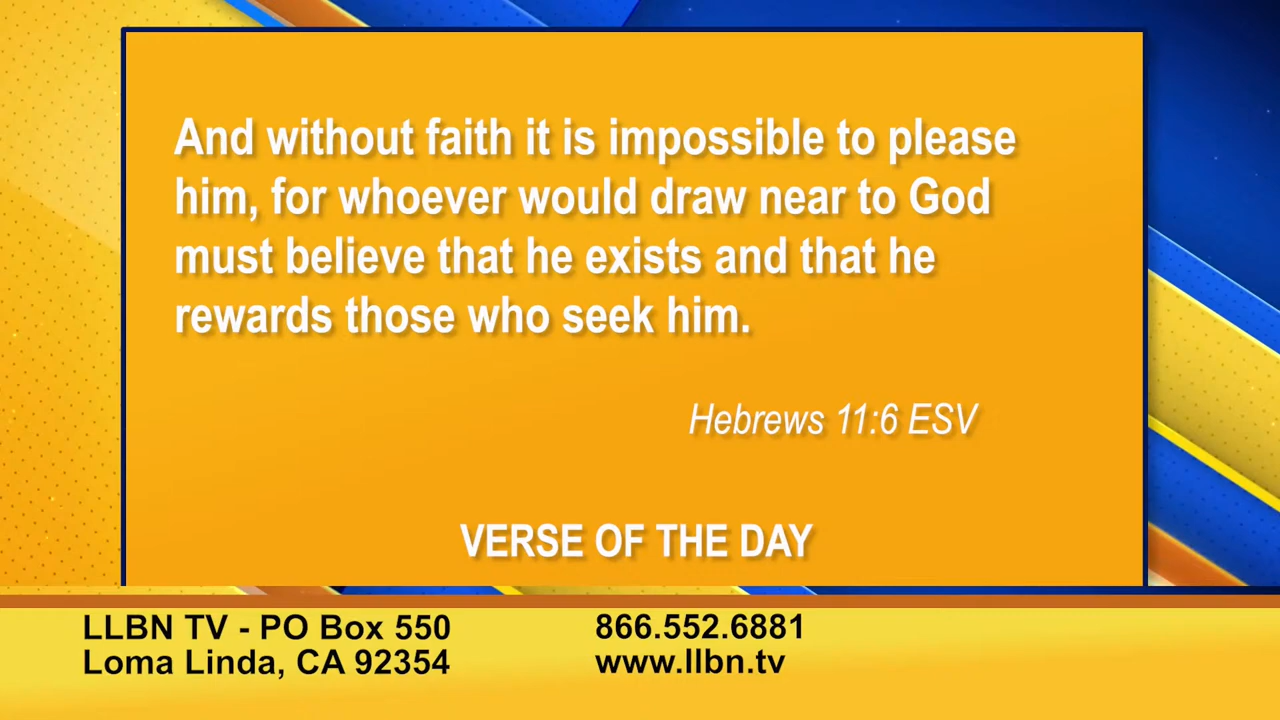 And without faith it is impossible to please
him, for whoever would draw near to God
must believe that he exists and that he
rewards those who seek him.
Hebrews 11:6 ESV
VERSE OF THE DAY
LLBN TV - PO Box 550
Loma Linda, CA 92354
866.552.6881
www.llbn.tv